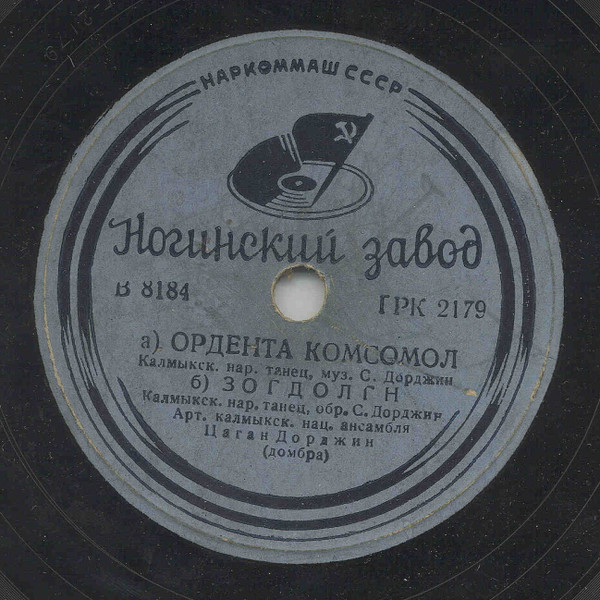 НАРКОММАШ СССР
Ногинский завод
В 8184 ГРК 2179
а) ОРДЕНТА КОМСОМОЛ
Калмыкск. нар. танец, муз. С. Дорджин
б) ЗОГДОЛГН
Калмыкск. нар. танец, обр. С. Дорджин
Арт. калмыкск. нац. ансамбля
Цаган Дорджин
(домбра)